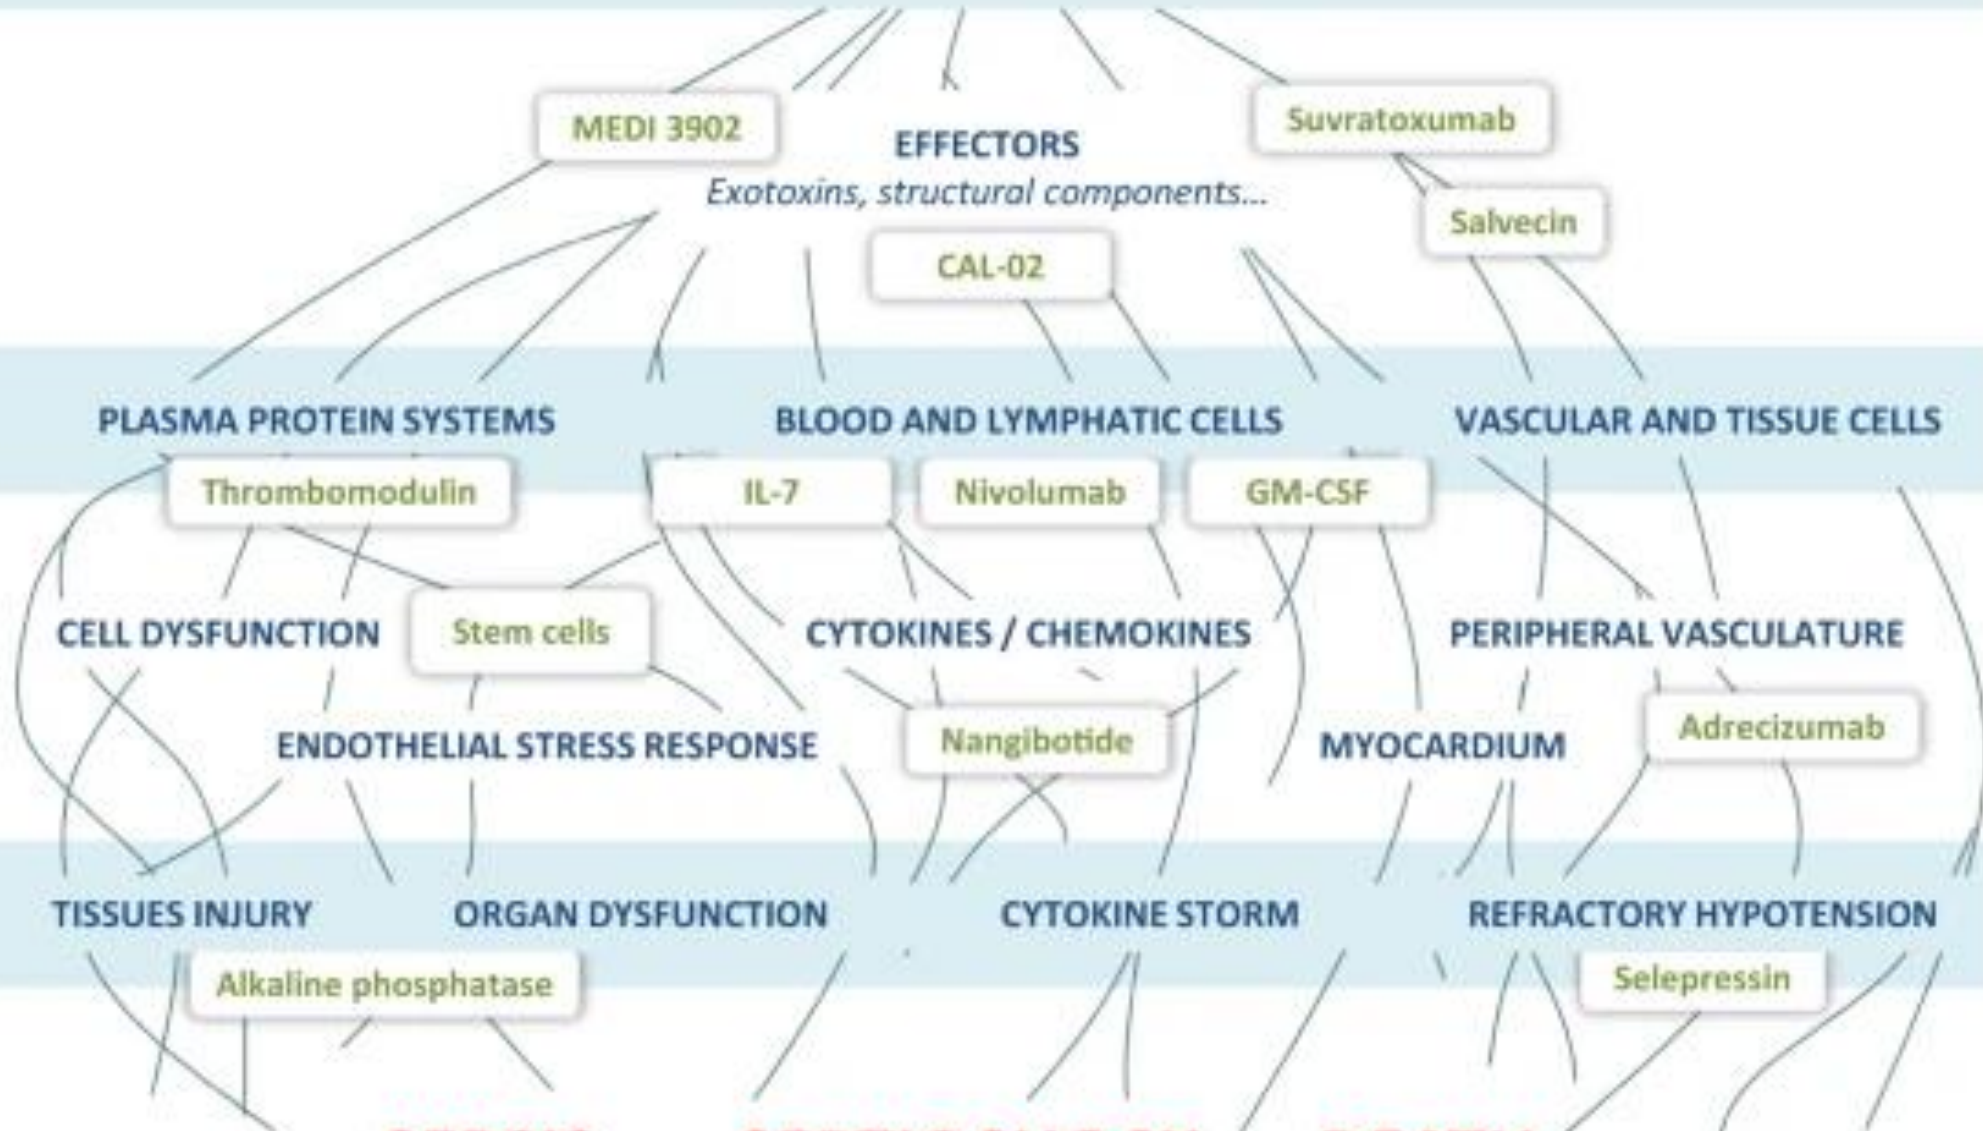 MEDI 3902
Suvratoxumab
EFFECTORS
Exotoxins, structural components...
Salvecin
CAL-02
PLASMA PROTEIN SYSTEMS
BLOOD AND LYMPHATIC CELLS
VASCULAR AND TISSUE CELLS
Thrombomodulin
IL-7
Nivolumab
GM-CSF
CELL DYSFUNCTION
Stem cells
CYTOKINES / CHEMOKINES
PERIPHERAL VASCULATURE
ENDOTHELIAL STRESS RESPONSE
Nangibotide
MYOCARDIUM
Adrecizumab
TISSUES INJURY
ORGAN DYSFUNCTION
CYTOKINE STORM
REFRACTORY HYPOTENSION
Alkaline phosphatase
Selepressin